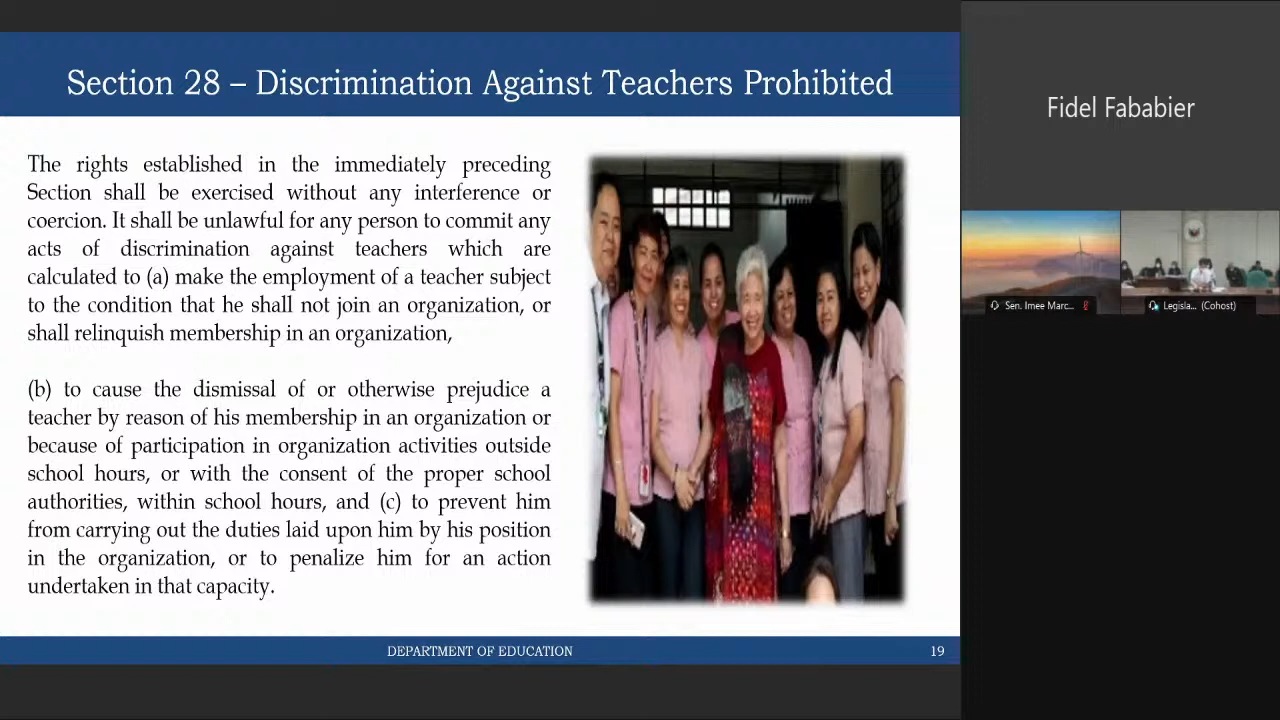 Section 28 – Discrimination Against Teachers Prohibited
The rights established in the immediately preceding
Section shall be exercised without any interference or
coercion. It shall be unlawful for any person to commit any
acts of discrimination against teachers which are
calculated to (a) make the employment of a teacher subject
to the condition that he shall not join an organization, or
shall relinquish membership in an organization,
(b) to cause the dismissal of or otherwise prejudice a
teacher by reason of his membership in an organization or
because of participation in organization activities outside
school hours, or with the consent of the proper school
authorities, within school hours, and (c) to prevent him
from carrying out the duties laid upon him by his position
in the organization, or to penalize him for an action
undertaken in that capacity.
DEPARTMENT OF EDUCATION
19
Fidel Fababier
Sen. Imee Marc...
Legisla... (Cohost)